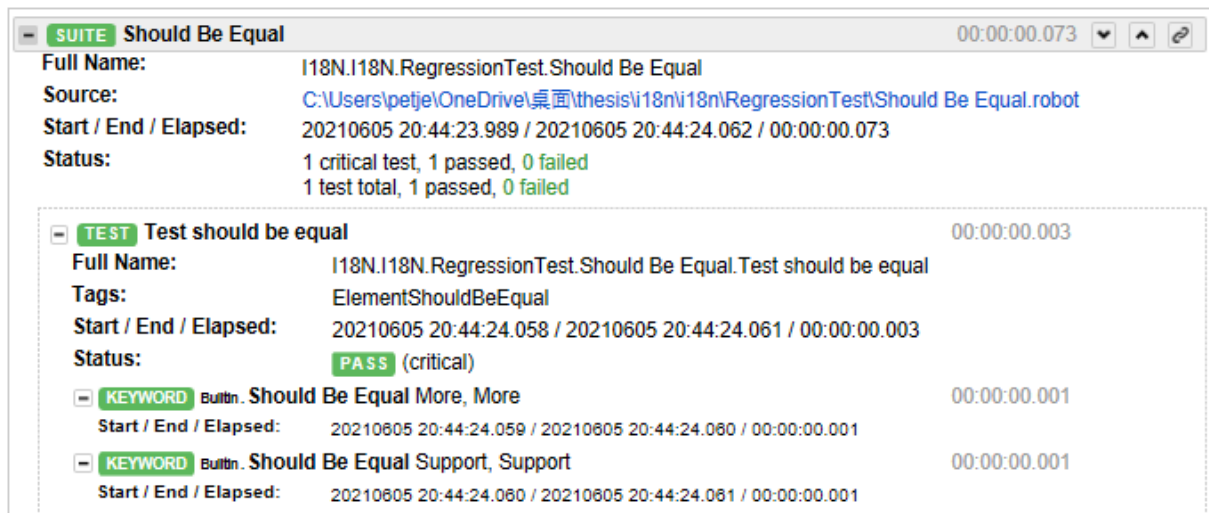 SUITE Should Be Equal 00:00:00.073
Full Name: I18N.I18N.RegressionTest.Should Be Equal
Source: C:\Users\petje\OneDrive\桌面\thesis\i18n\i18n\RegressionTest\Should Be Equal.robot
Start / End / Elapsed: 20210605 20:44:23.989 / 20210605 20:44:24.062 / 00:00:00.073
Status: 1 critical test, 1 passed, 0 failed
1 test total, 1 passed, 0 failed
TEST Test should be equal 00:00:00.003
Full Name: I18N.I18N.RegressionTest.Should Be Equal.Test should be equal
Tags: ElementShouldBeEqual
Start / End / Elapsed: 20210605 20:44:24.058 / 20210605 20:44:24.061 / 00:00:00.003
Status: PASS (critical)
KEYWORD BuiltIn. Should Be Equal More, More 00:00:00.001
Start / End / Elapsed: 20210605 20:44:24.059 / 20210605 20:44:24.060 / 00:00:00.001
KEYWORD BuiltIn. Should Be Equal Support, Support 00:00:00.001
Start / End / Elapsed: 20210605 20:44:24.060 / 20210605 20:44:24.061 / 00:00:00.001